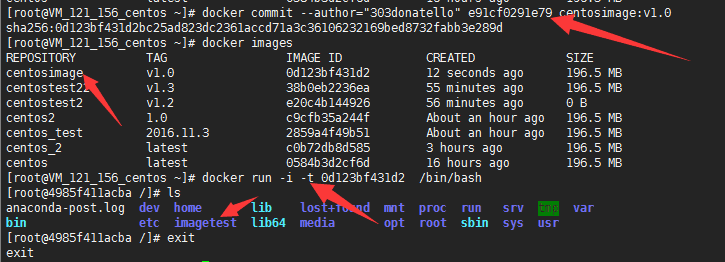 [root@VM_121_156_centos ~]# docker commit --author="303donatello" e91cf0291e79 centosimage:v1.0
sha256:0d123bf431d2bc25ad823dc2361accd71a3c36106232169bed8732fabb3e289d
[root@VM_121_156_centos ~]# docker images
REPOSITORY TAG IMAGE ID CREATED SIZE
centosimage v1.0 0d123bf431d2 12 seconds ago 196.5 MB
centostest22 v1.3 38b0eb2236ea 55 minutes ago 196.5 MB
centostest2 v1.2 e20c4b144926 56 minutes ago 0 B
centos2 1.0 c9cfb35a244f About an hour ago 196.5 MB
centos_test 2016.11.3 2859a4f49b51 About an hour ago 196.5 MB
centos_2 latest c0b72db8d585 3 hours ago 196.5 MB
centos latest 0584b3d2cf6d 16 hours ago 196.5 MB
[root@VM_121_156_centos ~]# docker run -i -t 0d123bf431d2 /bin/bash
[root@4985f411acba /]# ls
anaconda-post.log dev home lib lost+found mnt proc run srv var
bin etc imagetest lib64 media opt root sbin sys usr
[root@4985f411acba /]# exit
exit